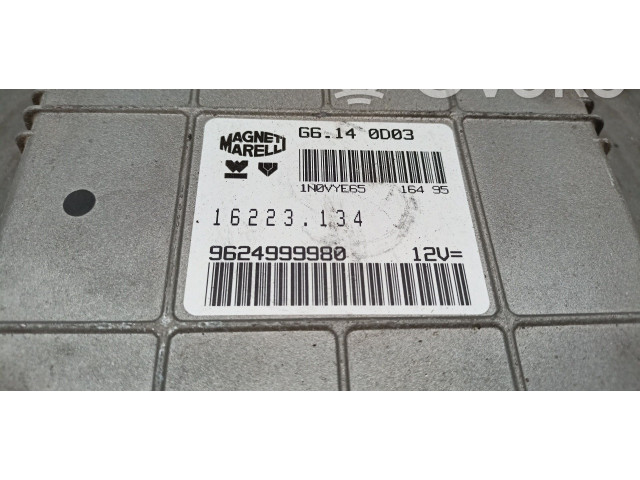 MAGNETI
MARELLI
G6.14 0D03
1N0VYE65 164 95
16223.134
9624999980 12V=